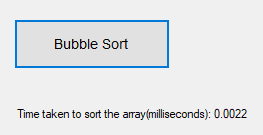 Bubble Sort
Time taken to sort the array(milliseconds): 0.0022